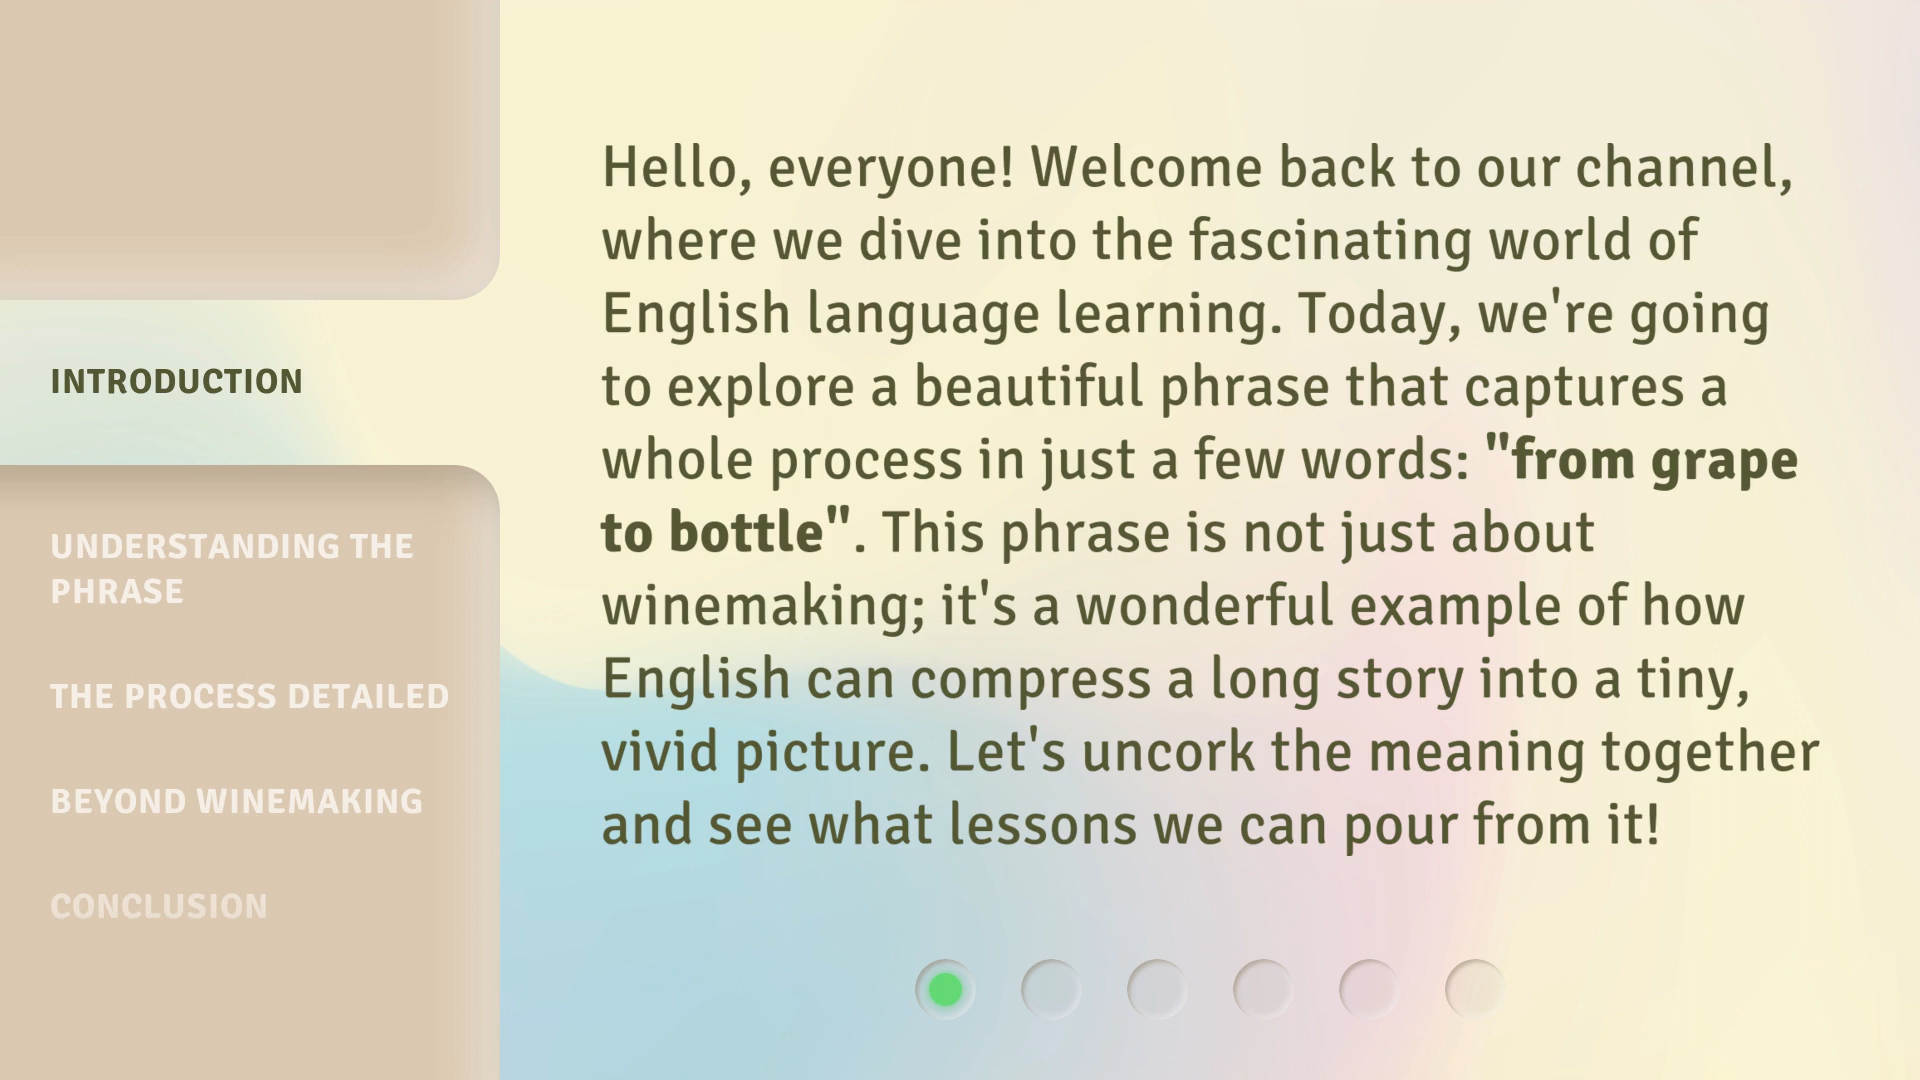 INTRODUCTION
UNDERSTANDING THE
PHRASE
THE PROCESS DETAILED
BEYOND WINEMAKING
CONCLUSION
Hello, everyone! Welcome back to our channel,
where we dive into the fascinating world of
English language learning. Today, we're going
to explore a beautiful phrase that captures a
whole process in just a few words: "from grape
to bottle". This phrase is not just about
winemaking; it's a wonderful example of how
English can compress a long story into a tiny,
vivid picture. Let's uncork the meaning together
and see what lessons we can pour from it!